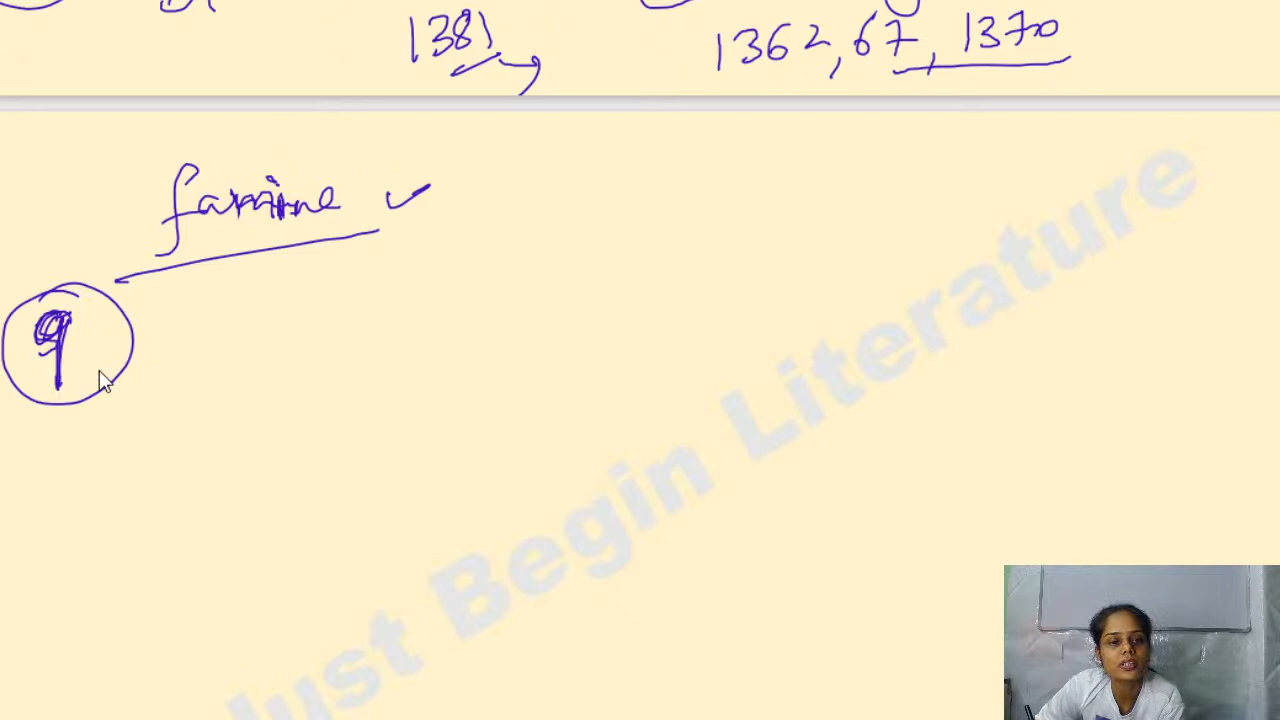 1381
1362, 67, 1370
famine
9
Just Begin Literature